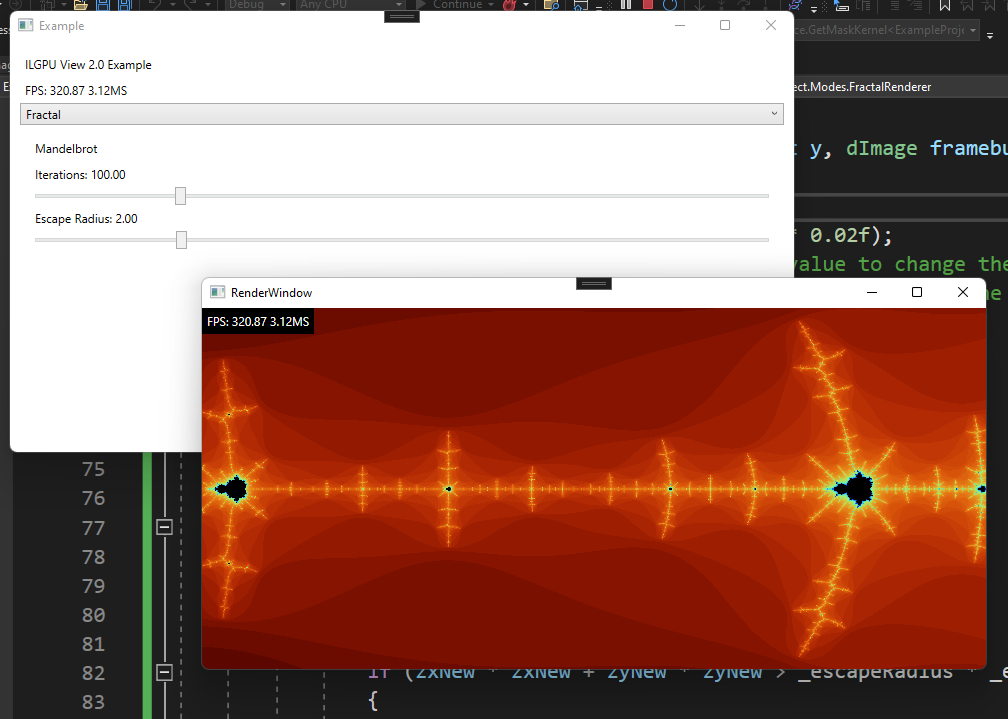 Debug
Any CPU
Continue
Example
ce.GetMaskKernel<ExampleProj
ILGPU View 2.0 Example
FPS: 320.87 3.12MS
ect.Modes.FractalRenderer
Fractal
Mandelbrot
y, dImage framebu
Iterations: 100.00
Escape Radius: 2.00
0.02f);
value to change the
RenderWindow
FPS: 320.87 3.12MS
75
76
77
78
79
80
81
82 if (zxNew * zxNew + zyNew * zyNew > _escapeRadius * _e
83 {